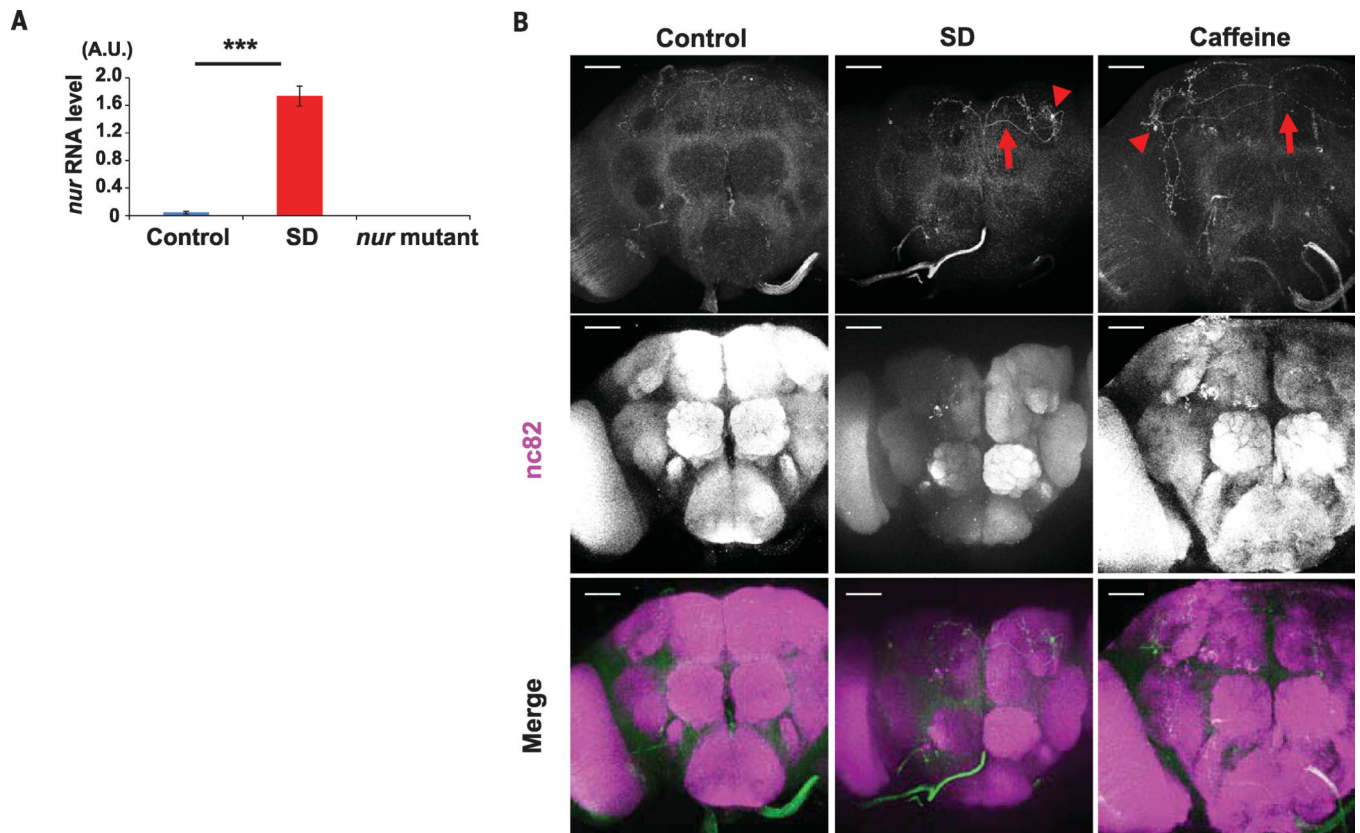 A
(A.U.)
***
nur RNA level
2.0
1.6
1.2
0.8
0.4
0
Control
SD
nur mutant
B
Control
SD
Caffeine
nc82
Merge